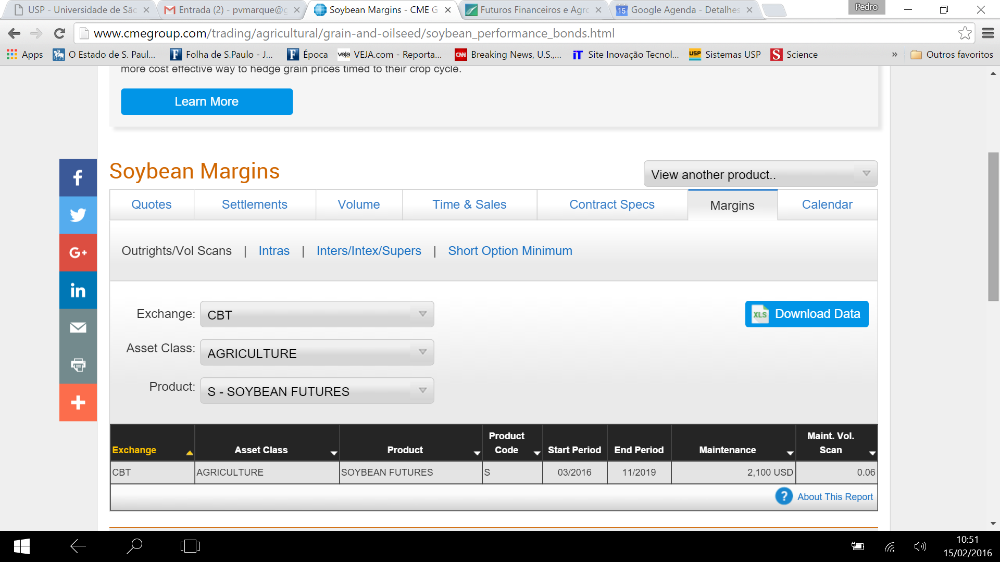 USP - Universidade de Sãc
Entrada (2) - pvmarque@g
Soybean Margins - CME G
Futuros Financeiros e Agro
15
Google Agenda - Detalhes
Pedro
www.cmegroup.com/trading/agricultural/grain-and-oilseed/soybean_performance_bonds.html
Apps
O Estado de S. Paul...
F
Folha de S.Paulo - J...
F
Época
veja
VEJA.com - Reporta...
CNN
Breaking News, U.S.,...
iT
Site Inovação Tecnol...
USP
Sistemas USP
S
Science
»
Outros favoritos
more cost effective way to hedge grain prices timed to their crop cycle.
Learn More
f
G+
in
Soybean Margins
View another product..
Quotes
Settlements
Volume
Time & Sales
Contract Specs
Margins
Calendar
Outrights/Vol Scans | Intras | Inters/Intex/Supers | Short Option Minimum
Exchange: CBT
XLS Download Data
Asset Class: AGRICULTURE
Product: S - SOYBEAN FUTURES
Exchange
Asset Class
Product
Product
Code
Start Period
End Period
Maintenance
Maint. Vol.
Scan
CBT
AGRICULTURE
SOYBEAN FUTURES
S
03/2016
11/2019
2,100 USD
0.06
? About This Report
10:51
15/02/2016